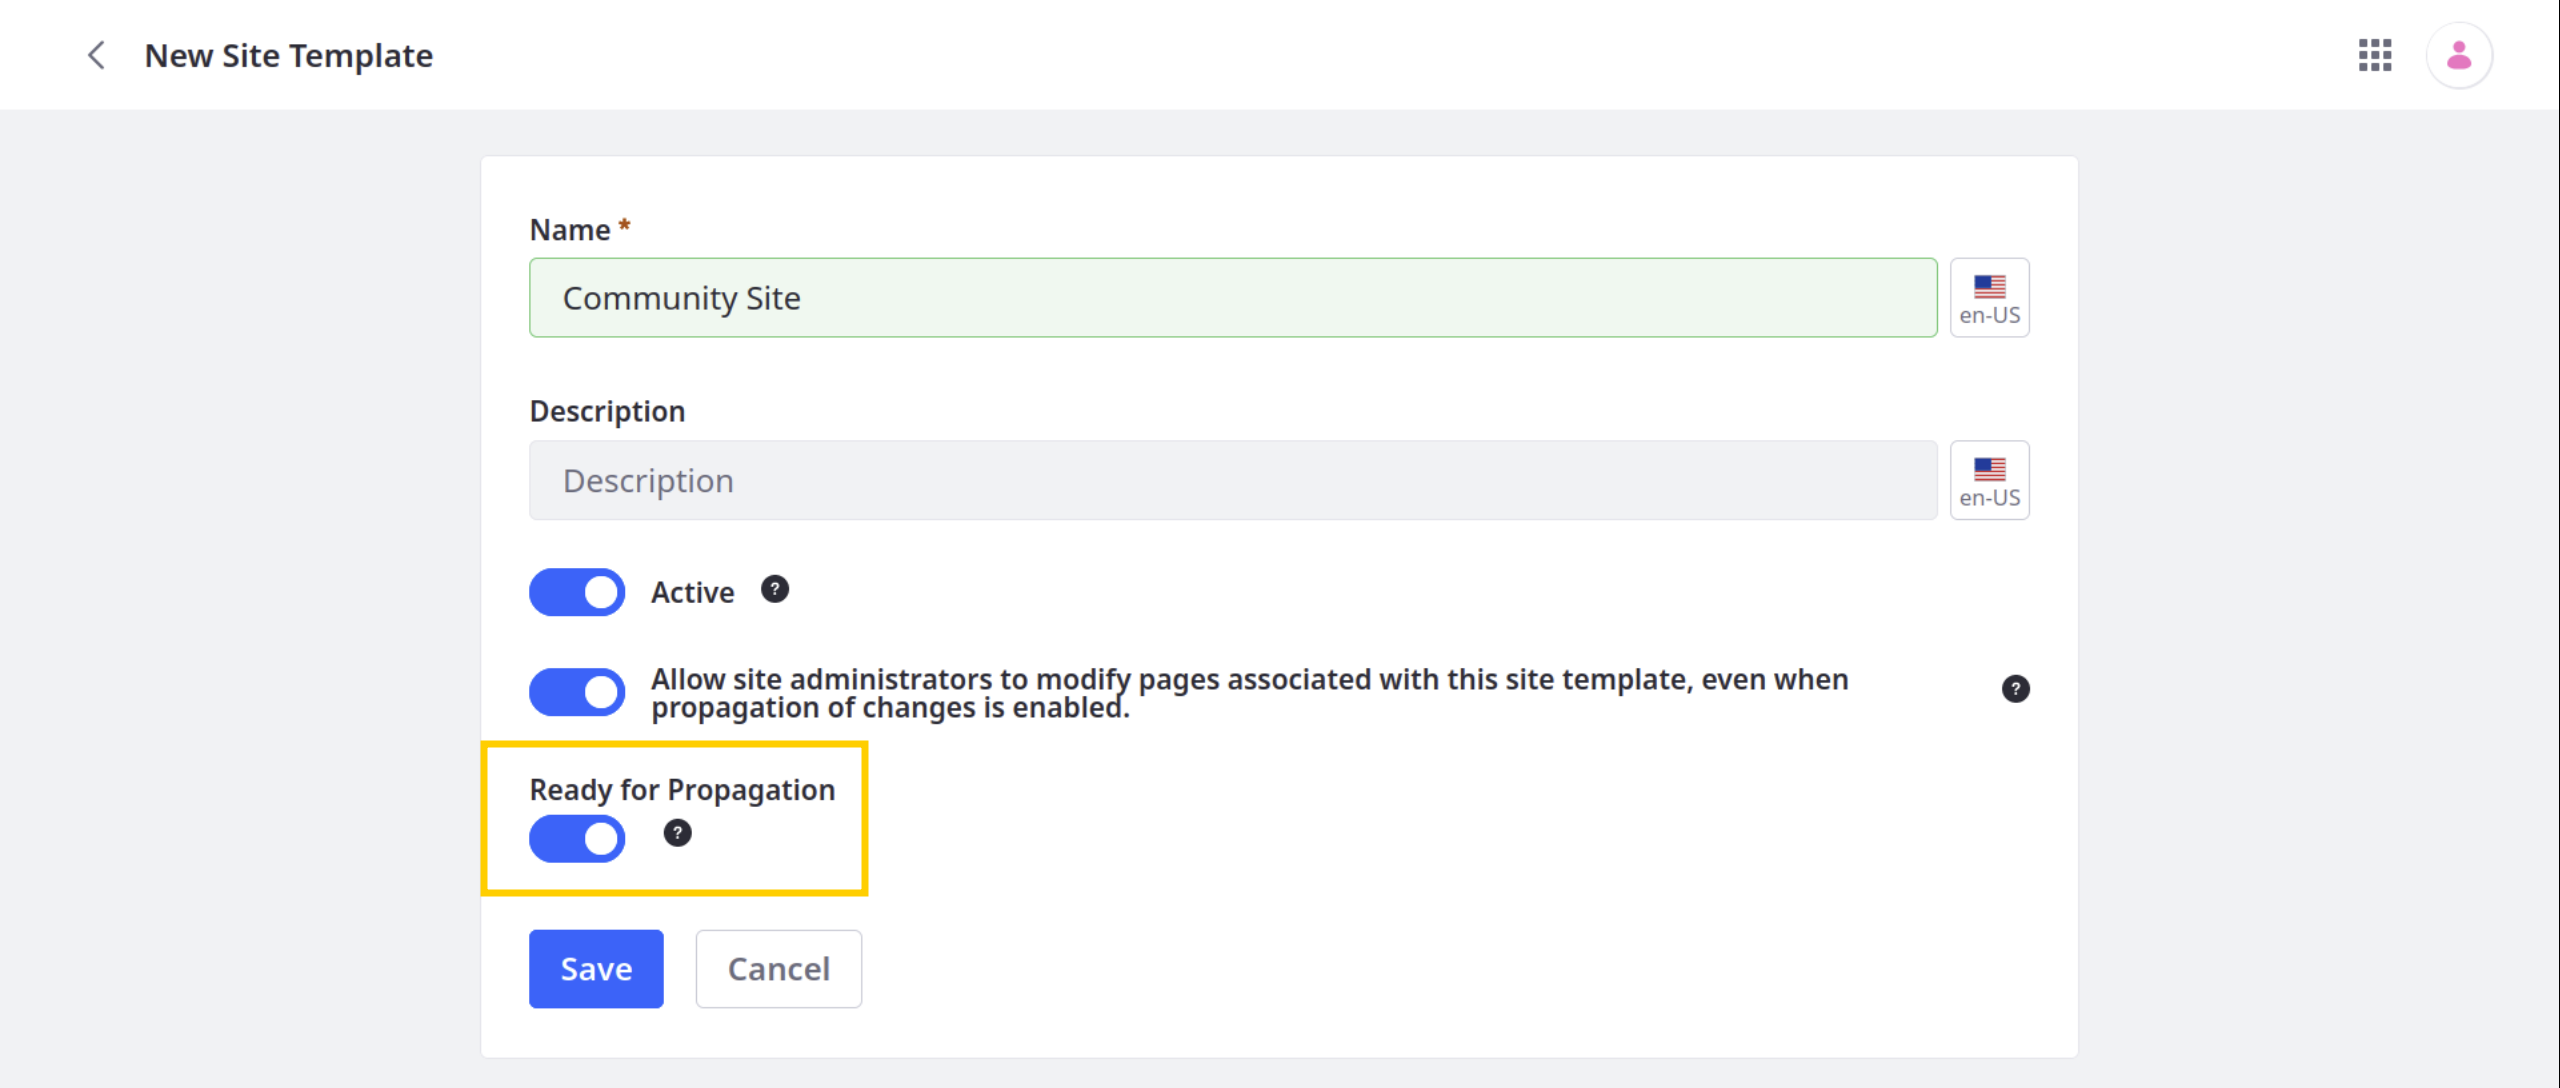 New Site Template
Name *
Community Site
en-US
Description
Description
en-US
Active ?
Allow site administrators to modify pages associated with this site template, even when
propagation of changes is enabled. ?
Ready for Propagation
?
Save Cancel